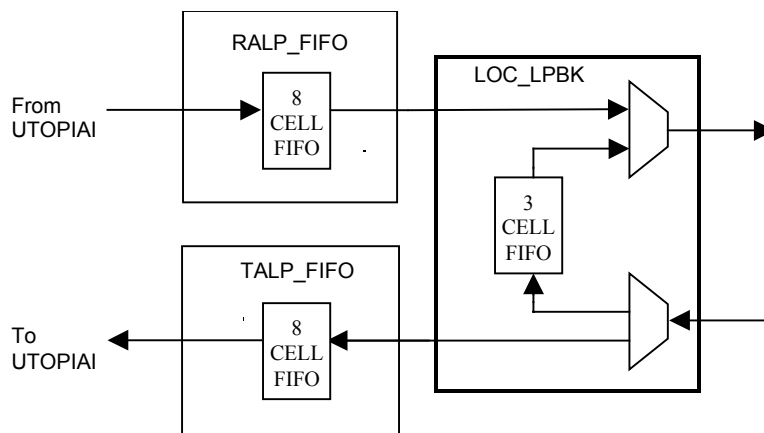 RALP_FIFO
LOC_LPBK
From
UTOPIAI
8
CELL
FIFO
3
CELL
FIFO
TALP_FIFO
To
UTOPIAI
8
CELL
FIFO